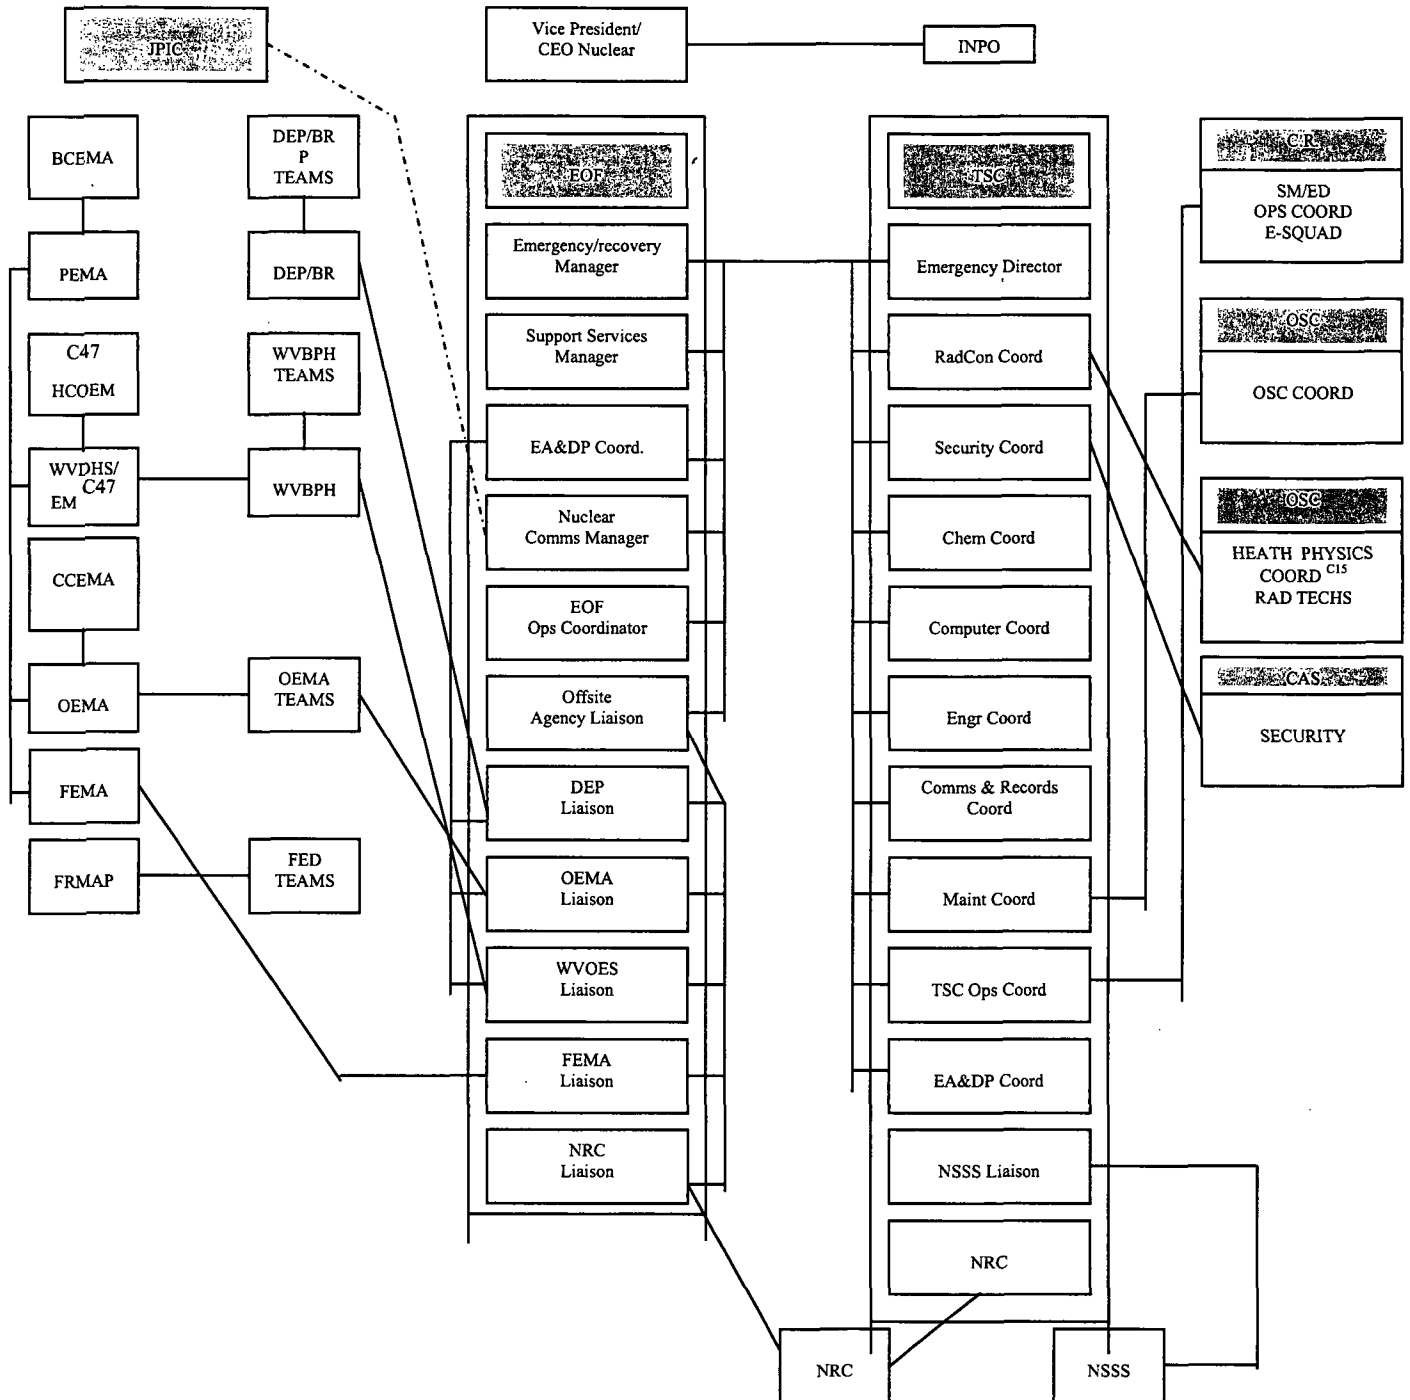 JPIC
Vice President/
CEO Nuclear
INPO
BCEMA
DEP/BR
P
TEAMS
PEMA
DEP/BR
C47
HCOEM
WVBPH
TEAMS
WVDHS/
EM C47
WVBPH
CCEMA
OEMA
OEMA
TEAMS
FEMA
FRMAP
FED
TEAMS
EOF
Emergency/recovery
Manager
Support Services
Manager
EA&DP Coord.
Nuclear
Comms Manager
EOF
Ops Coordinator
Offsite
Agency Liaison
DEP
Liaison
OEMA
Liaison
WVOES
Liaison
FEMA
Liaison
NRC
Liaison
TSC
Emergency Director
RadCon Coord
Security Coord
Chem Coord
Computer Coord
Engr Coord
Comms & Records
Coord
Maint Coord
TSC Ops Coord
EA&DP Coord
NSSS Liaison
NRC
NRC
NSSS
C.R.
SM/ED
OPS COORD
E-SQUAD
OSC
OSC COORD
OSC
HEATH PHYSICS
COORD C15
RAD TECHS
CAS
SECURITY